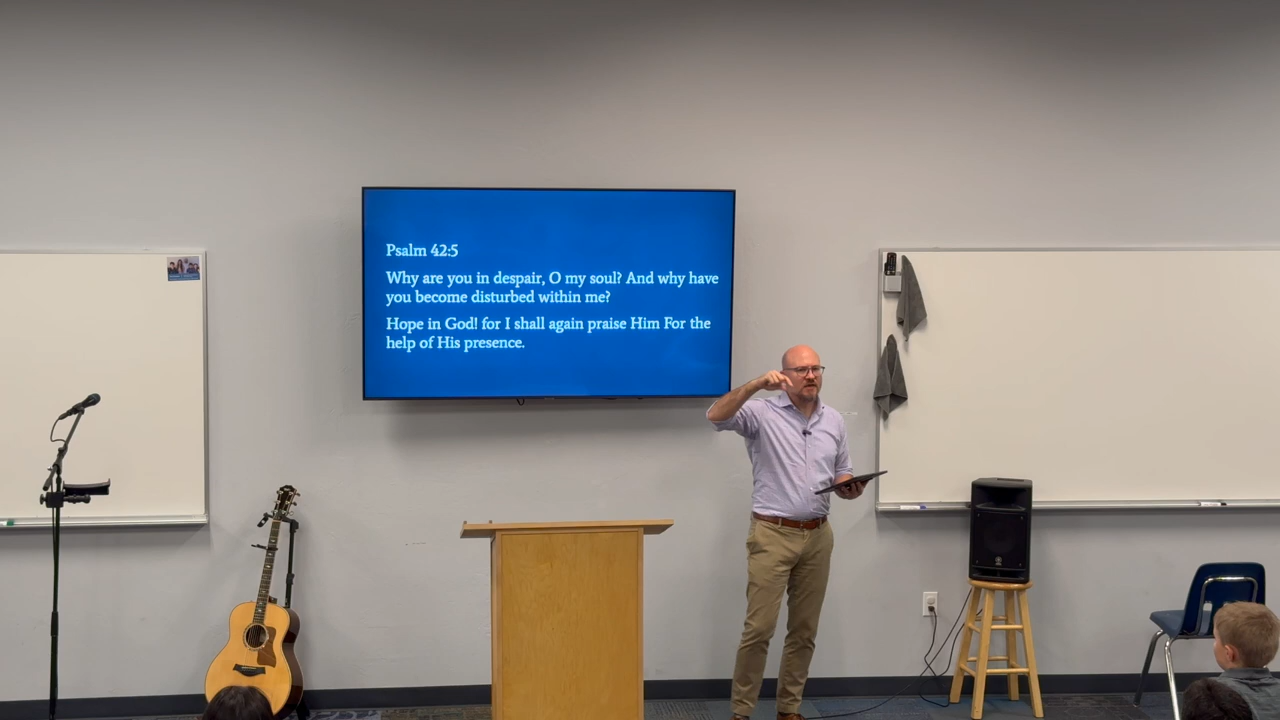 Psalm 42:5
Why are you in despair, O my soul? And why have
you become disturbed within me?
Hope in God! for I shall again praise Him For the
help of His presence.